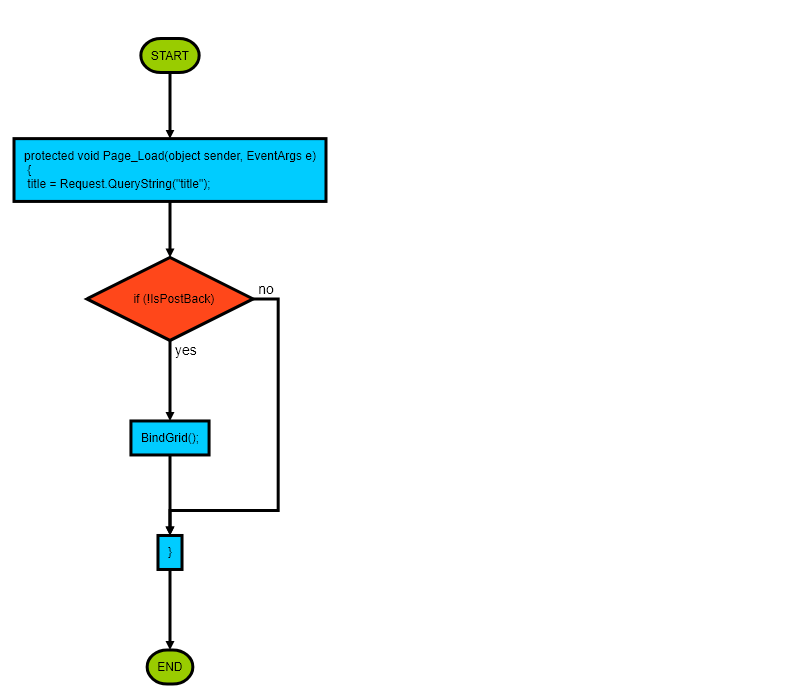 START
protected void Page_Load(object sender, EventArgs e)
{
title = Request.QueryString("title");
if (!IsPostBack)
no
yes
BindGrid();
}
END